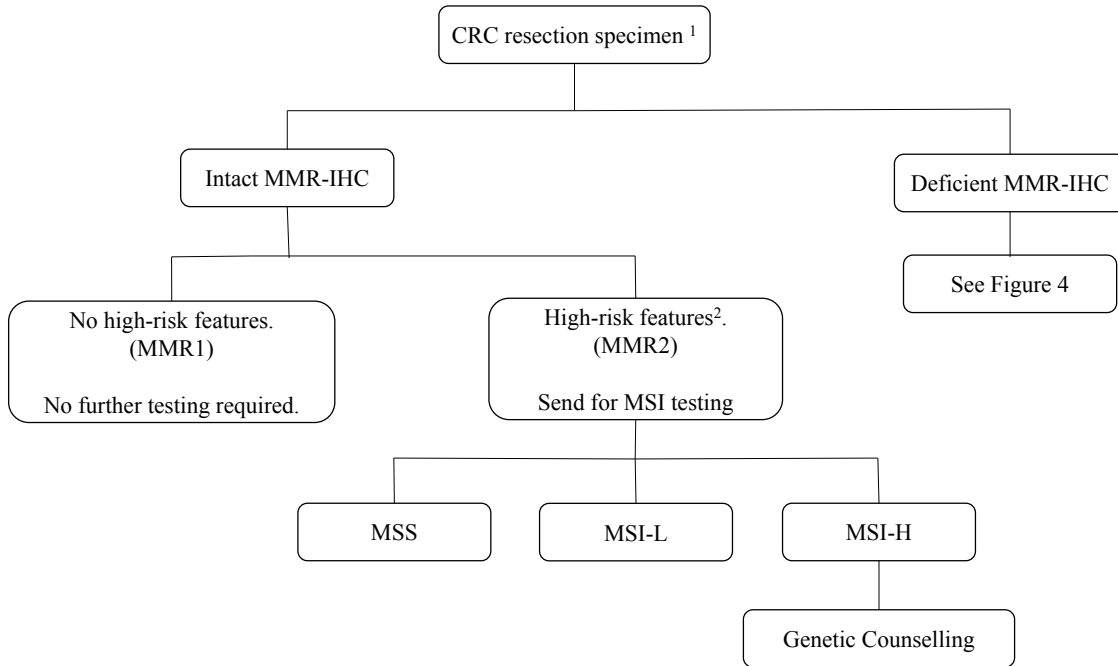 CRC resection specimen ¹
Intact MMR-IHC
Deficient MMR-IHC
See Figure 4
No high-risk features.
(MMR1)
No further testing required.
High-risk features².
(MMR2)
Send for MSI testing
MSS
MSI-L
MSI-H
Genetic Counselling